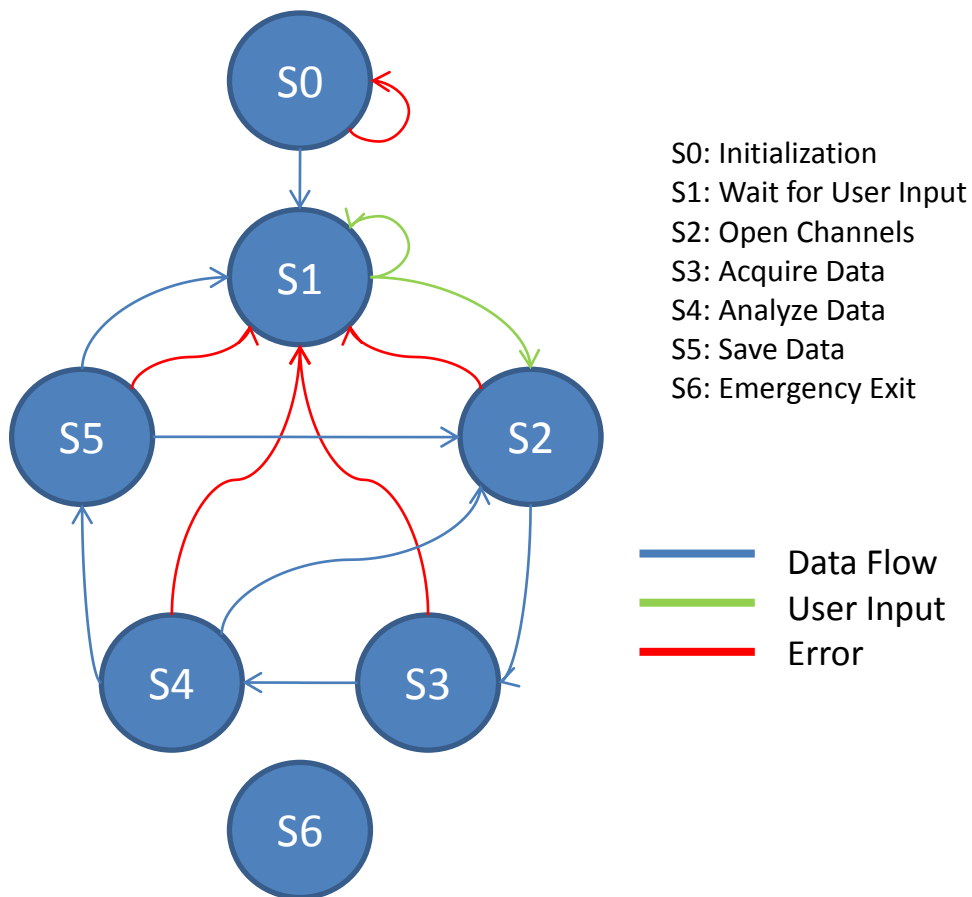 S0
S1
S5
S2
S4
S3
S6
S0: Initialization
S1: Wait for User Input
S2: Open Channels
S3: Acquire Data
S4: Analyze Data
S5: Save Data
S6: Emergency Exit
Data Flow
User Input
Error